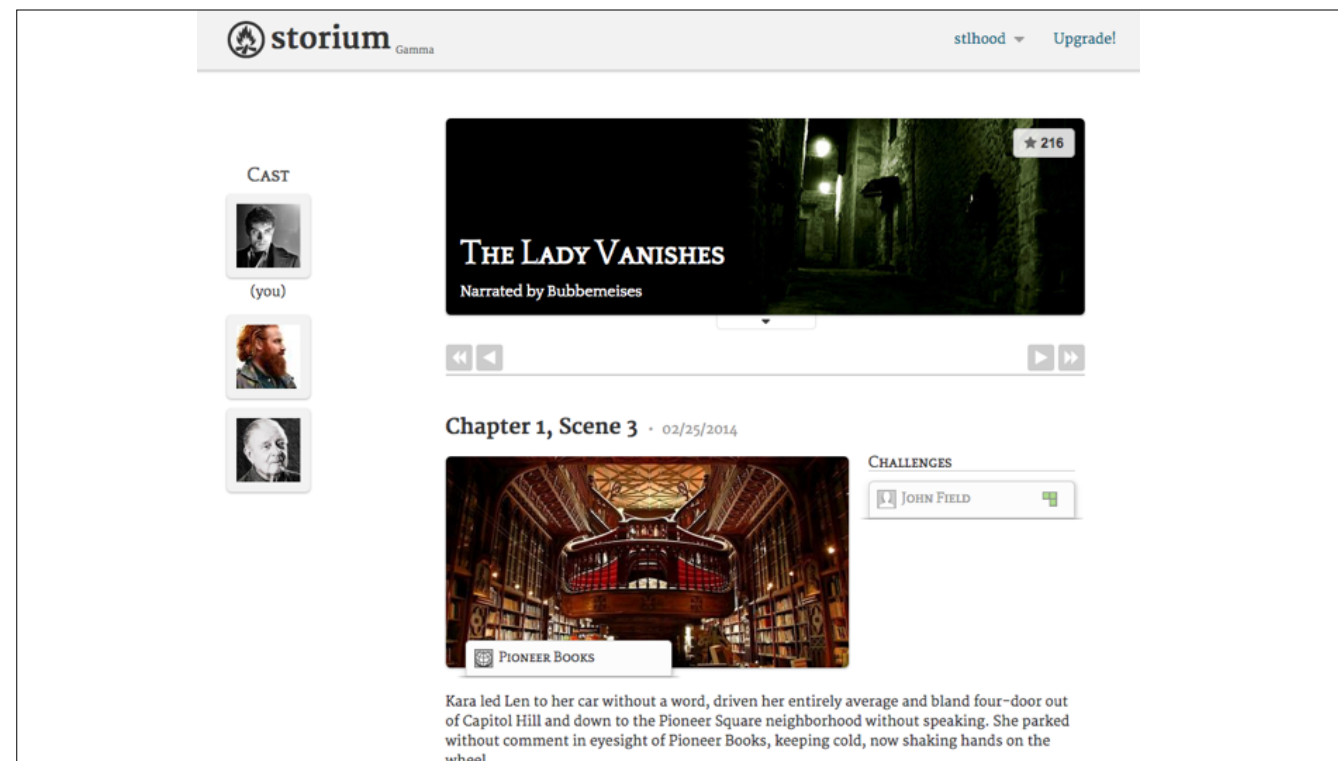 storium Gamma
stlhood
Upgrade!
CAST
(you)
216
THE LADY VANISHES
Narrated by Bubbemeises
Chapter 1, Scene 3 · 02/25/2014
CHALLENGES
JOHN FIELD
PIONEER BOOKS
Kara led Len to her car without a word, driven her entirely average and bland four-door out
of Capitol Hill and down to the Pioneer Square neighborhood without speaking. She parked
without comment in eyesight of Pioneer Books, keeping cold, now shaking hands on the
wheel